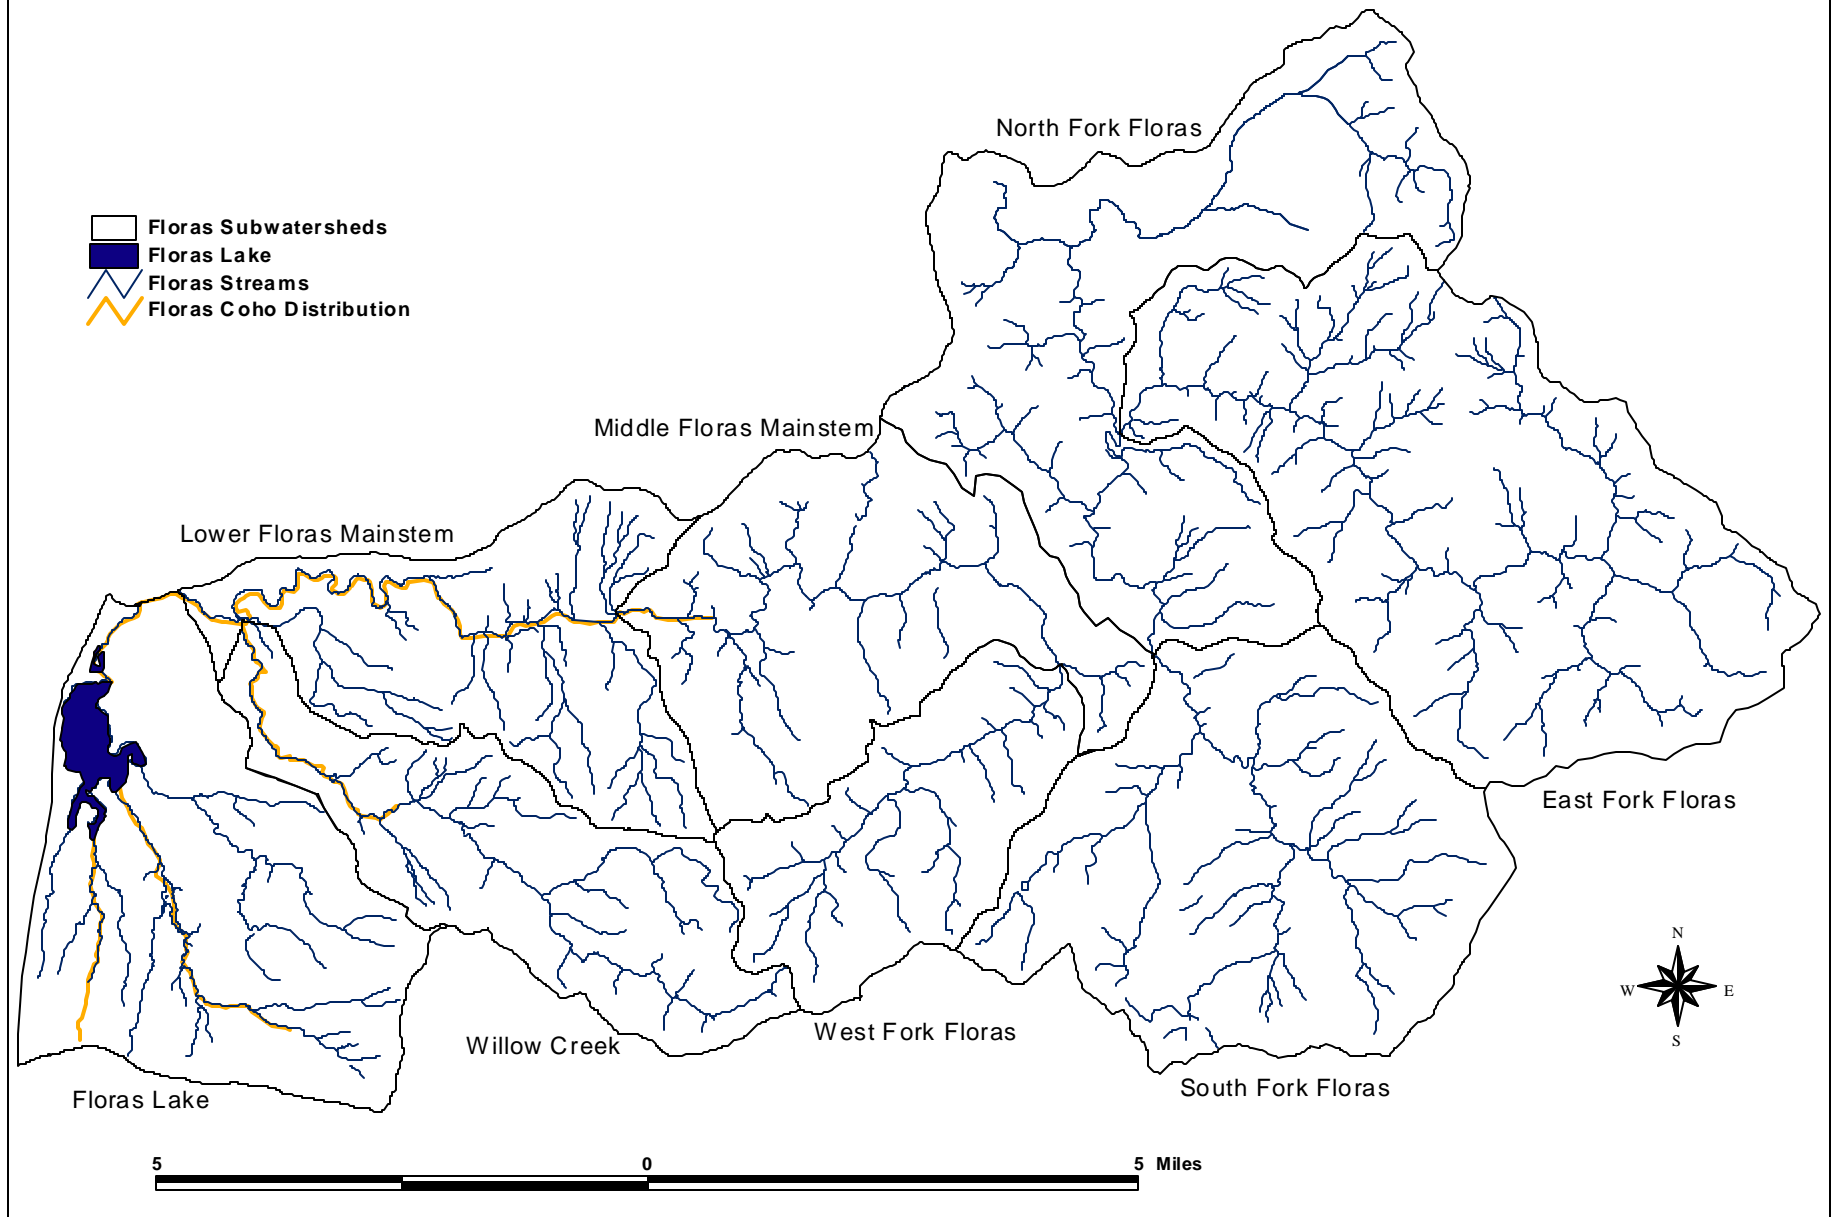 North Fork Floras
Floras Subwatersheds
Floras Lake
Floras Streams
Floras Coho Distribution
Middle Floras Mainstem
Lower Floras Mainstem
East Fork Floras
N
W
E
S
West Fork Floras
Willow Creek
South Fork Floras
Floras Lake
5 0 5 Miles